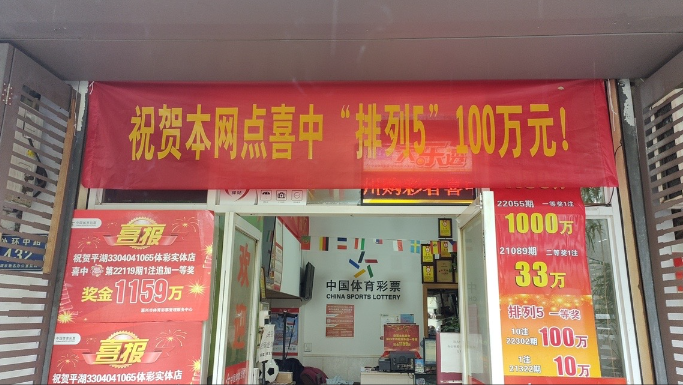 祝贺本网点喜中“排列5”100万元!
喜报
祝贺平湖3304041065体彩实体店
喜中 第22119期1注追加一等奖
奖金1159万
喜报
祝贺平湖3304041065体彩实体店
中国体育彩票
CHINA SPORTS LOTTERY
22055期 一等奖1注
1000万
21089期 二等奖1注
33万
排列5 一等奖
10注
22302期
100万
1注
10万